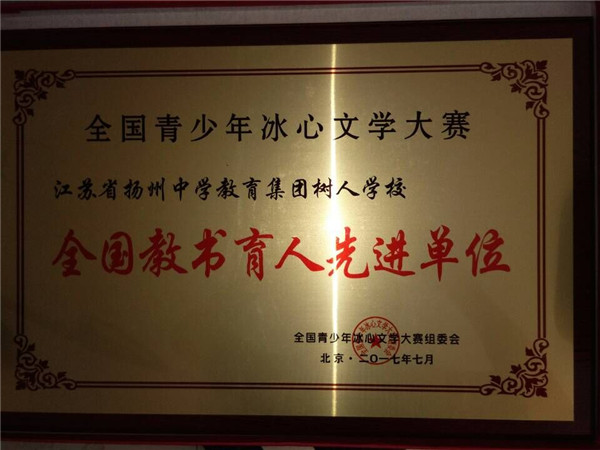 全国青少年冰心文学大赛
江苏省扬州中学教育集团树人学校
全国教书育人先进单位
全国青少年冰心文学大赛组委会
北京·二〇一七年七月